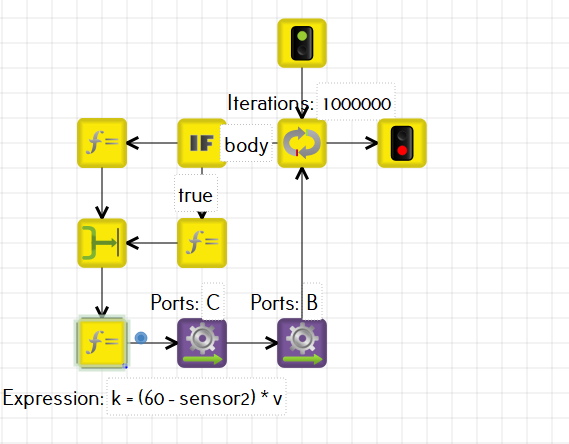 Iterations: 1000000
f= IF body
true
f=
Ports: C Ports: B
f=
Expression: k = (60 - sensor2) * v